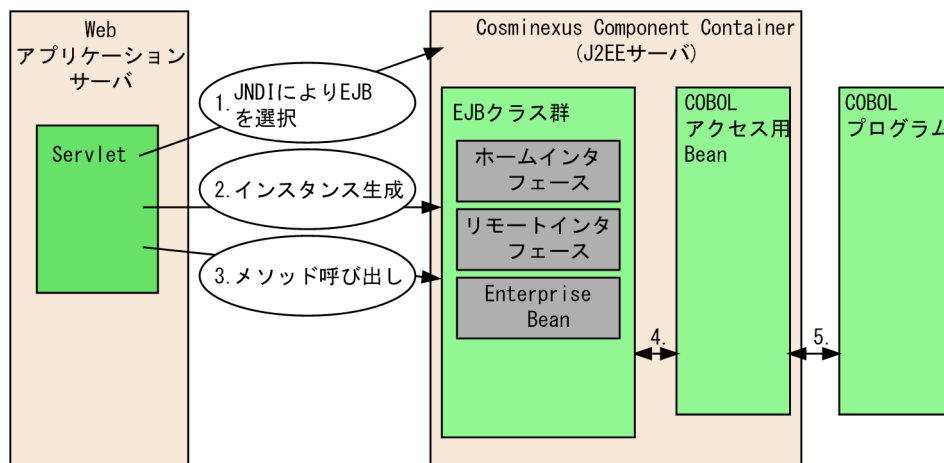 Web
アプリケーション
サーバ
Servlet
1.JNDIによりEJB
を選択
2.インスタンス生成
3.メソッド呼び出し
Cosminexus Component Container
(J2EEサーバ)
EJBクラス群
ホームインタ
フェース
リモートインタ
フェース
Enterprise
Bean
4.
COBOL
アクセス用
Bean
5.
COBOL
プログラム